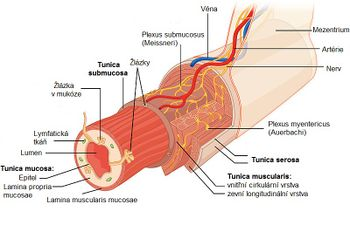 Véna
Plexus submucosus
(Meissneri)
Mezentrium
Žlázky
Tunica
submucosa
Artérie
Nerv
Žlázka
v mukóze
Lymfatická
tkáň
Lumen
Tunica mucosa:
Epitel
Lamina propria
mucosae
Lamina muscularis mucosae
Plexus myentericus
(Auerbachi)
Tunica serosa
Tunica muscularis:
vnitřní cirkulární vrstva
zevní longitudinální vrstva